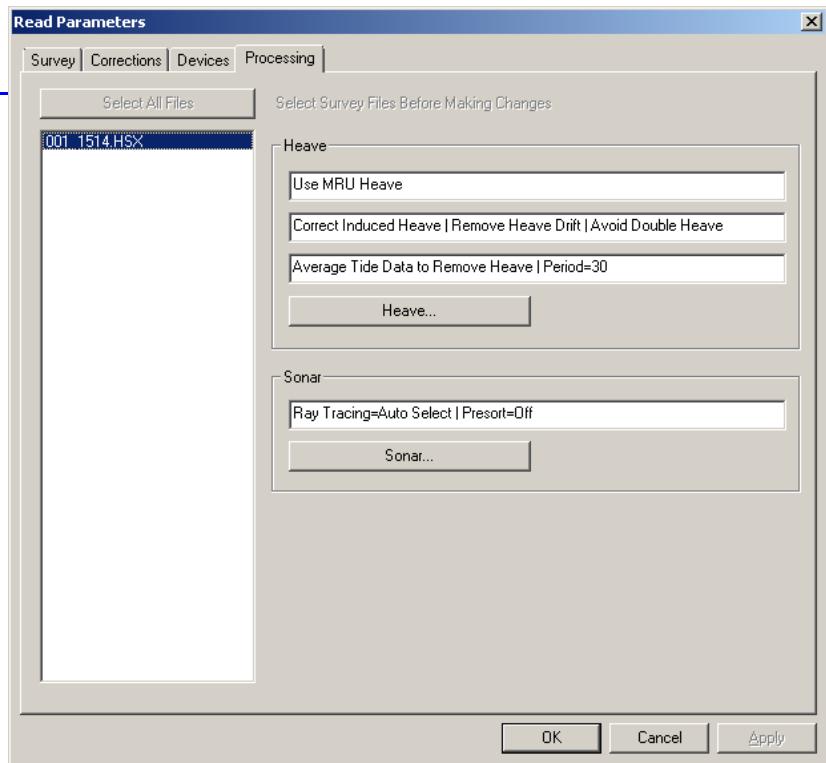 Read Parameters
Survey Corrections Devices Processing
Select All Files
Select Survey Files Before Making Changes
001_1514.HSX
Heave
Use MRU Heave
Correct Induced Heave | Remove Heave Drift | Avoid Double Heave
Average Tide Data to Remove Heave | Period=30
Heave...
Sonar
Ray Tracing=Auto Select | Presort=Off
Sonar...
OK Cancel Apply